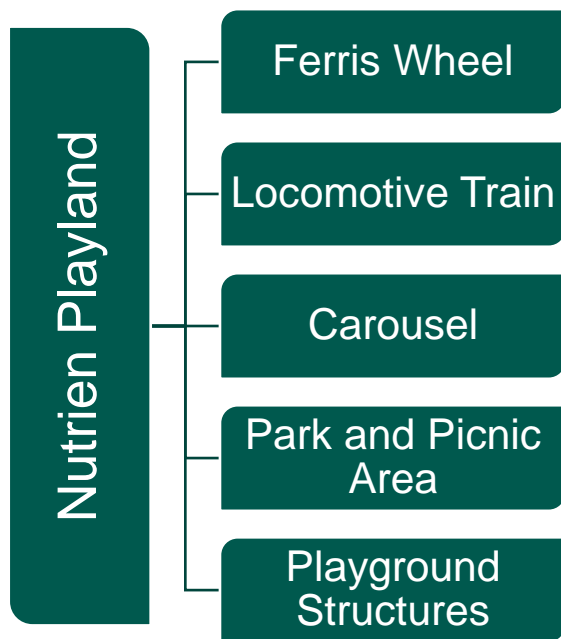 Nutrien Playland
Ferris Wheel
Locomotive Train
Carousel
Park and Picnic
Area
Playground
Structures